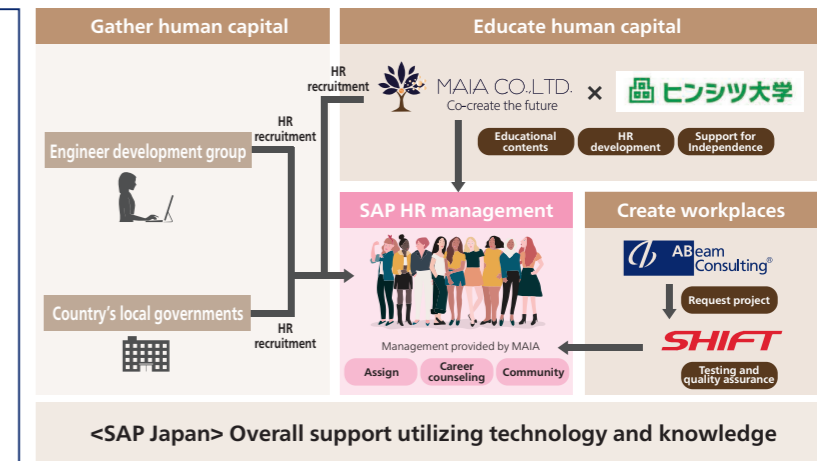 Gather human capital
Educate human capital
HR
recruitment
MAIA CO.,LTD.
Co-create the future
×
ヒンシツ大学
HR
recruitment
Engineer development group
Educational
contents
HR
development
Support for
Independence
SAP HR management
Create workplaces
ABeam
Consulting®
Request project
Country's local governments
HR
recruitment
SHIFT
Management provided by MAIA
Assign
Career
counseling
Community
Testing and
quality assurance
<SAP Japan> Overall support utilizing technology and knowledge